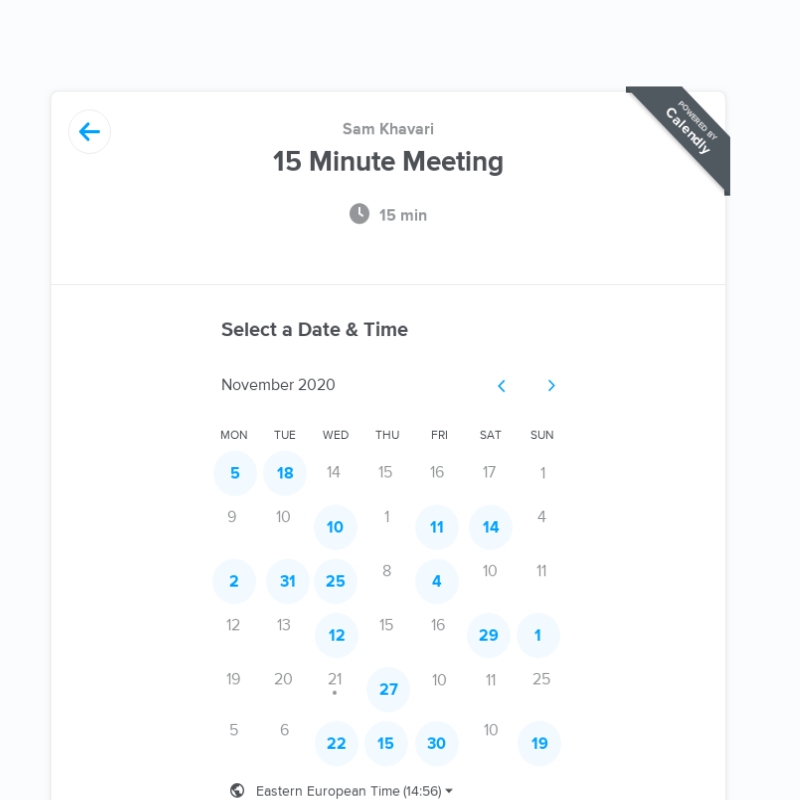 POWERED BY
Calendly
Sam Khavari
15 Minute Meeting
15 min
Select a Date & Time
November 2020
MON TUE WED THU FRI SAT SUN
5 18 14 15 16 17 1
9 10 10 1 11 14 4
2 31 25 8 4 10 11
12 13 12 15 16 29 1
19 20 21 27 10 11 25
5 6 22 15 30 10 19
Eastern European Time (14:56)